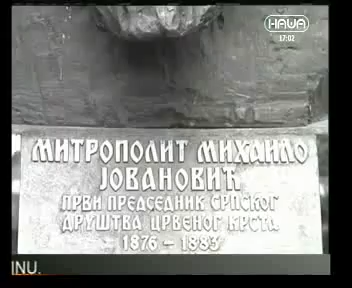 НАША
17:02
МИТРОПОЛИТ МИХАИЛО
ЈОВАНОВИЋ
ПРВИ ПРЕДСЕДНИК СРПСКОГ
ДРУШТВА ЦРВЕНОГ КРСТА
1876 – 1883
INU.